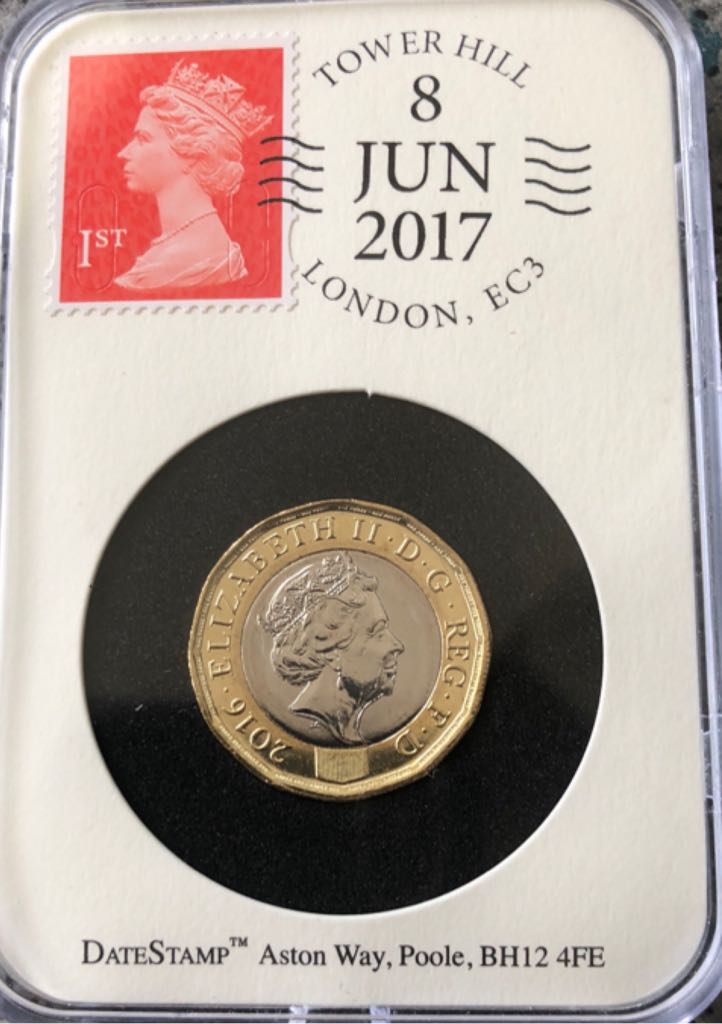 1ST
TOWER HILL
8
JUN
2017
LONDON, EC3
2016 · ELIZABETH II · D · G · REG · F · D
DATESTAMP™ Aston Way, Poole, BH12 4FE